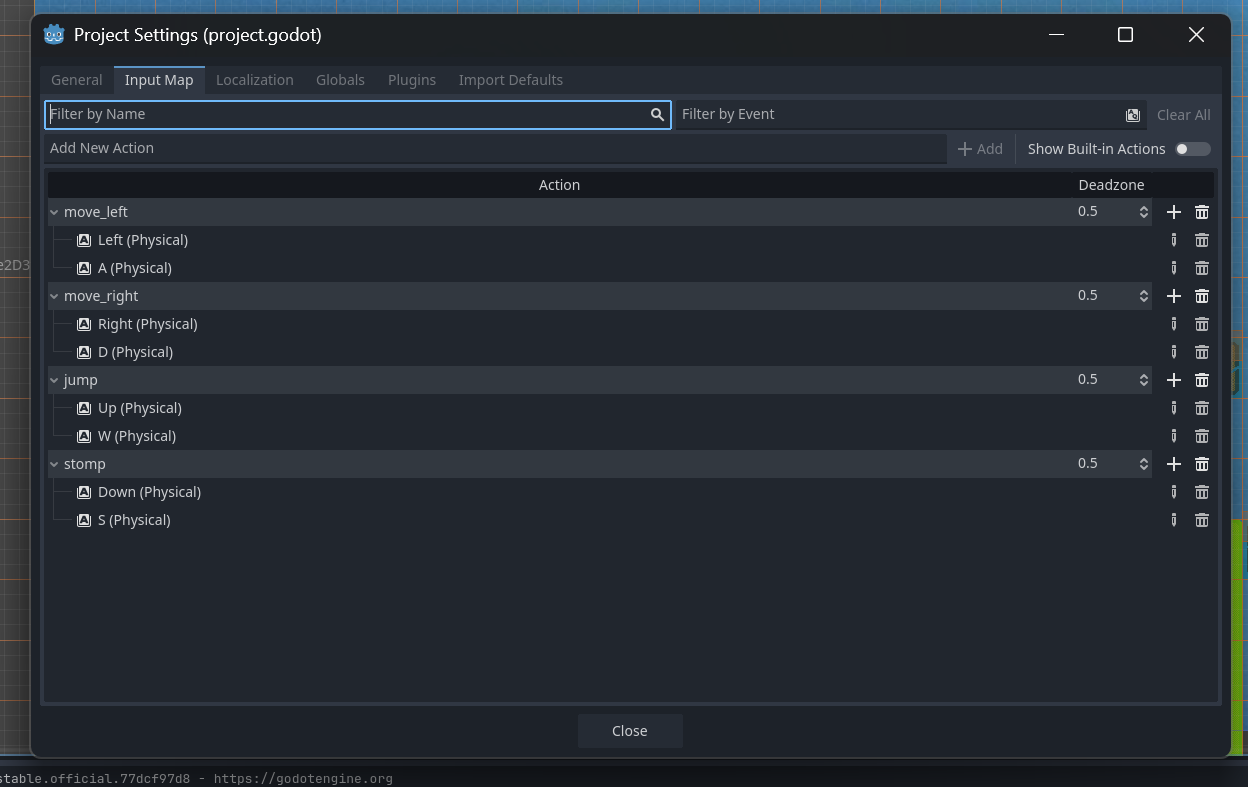 Project Settings (project.godot)
General Input Map Localization Globals Plugins Import Defaults
Filter by Name Filter by Event Clear All
Add New Action Add Show Built-in Actions
Action Deadzone
move_left 0.5
Left (Physical)
A (Physical)
e2D3
move_right 0.5
Right (Physical)
D (Physical)
jump 0.5
Up (Physical)
W (Physical)
stomp 0.5
Down (Physical)
S (Physical)
Close
stable.official.77dcf97d8 - https://godotengine.org